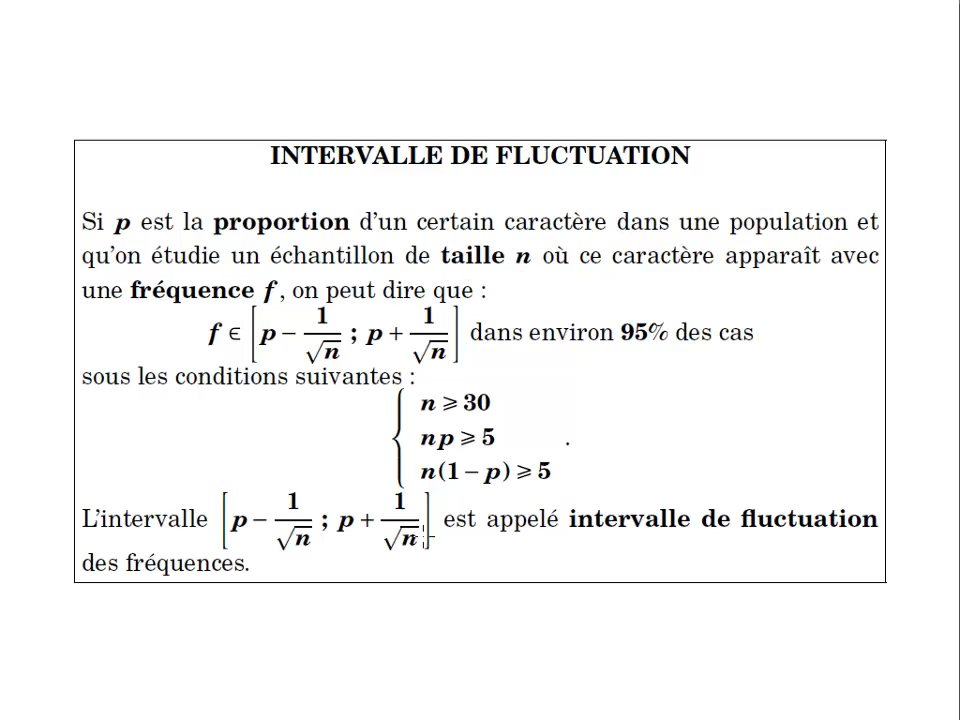 INTERVALLE DE FLUCTUATION
Si p est la proportion d'un certain caractère dans une population et
qu'on étudie un échantillon de taille n où ce caractère apparaît avec
une fréquence f, on peut dire que :
f ∈ [p − 1/√n ; p + 1/√n] dans environ 95% des cas
sous les conditions suivantes :
n ⩾ 30
np ⩾ 5
n(1 − p) ⩾ 5 .
L'intervalle [p − 1/√n ; p + 1/√n] est appelé intervalle de fluctuation
des fréquences.